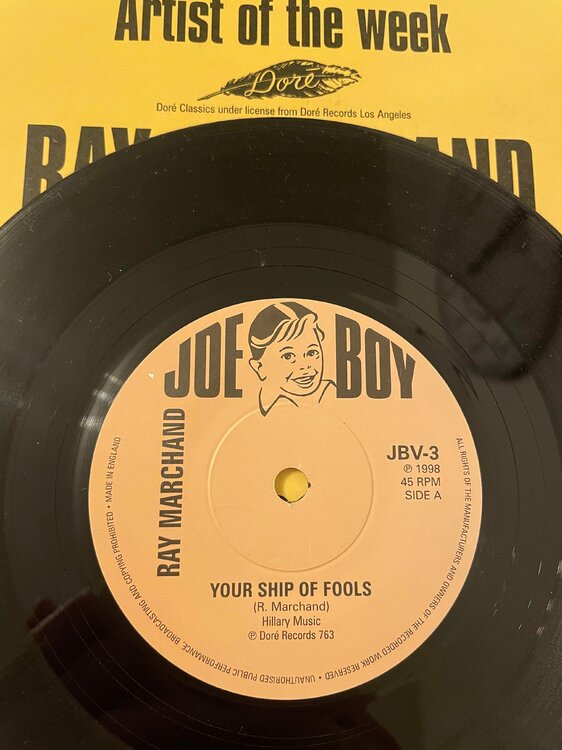 Artist of the week
Doré
Doré Classics under license from Doré Records Los Angeles
RAY MARCHAND
JOE BOY
RAY MARCHAND
JBV-3
℗ 1998
45 RPM
SIDE A
YOUR SHIP OF FOOLS
(R. Marchand)
Hillary Music
℗ Doré Records 763
ALL RIGHTS OF THE MANUFACTURERS AND OWNERS OF THE RECORDED WORK RESERVED • UNAUTHORISED PUBLIC PERFORMANCE, BROADCASTING AND COPYING PROHIBITED • MADE IN ENGLAND